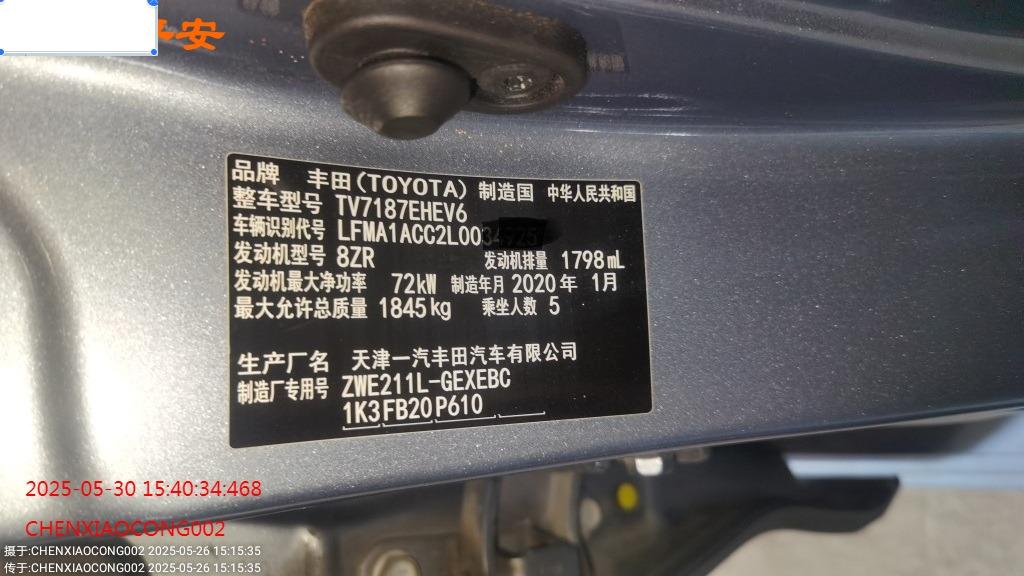 平安
品牌 丰田(TOYOTA) 制造国 中华人民共和国
整车型号 TV7187EHEV6
车辆识别代号 LFMA1ACC2L00
发动机型号 8ZR 发动机排量 1798mL
发动机最大净功率 72kW 制造年月 2020年 1月
最大允许总质量 1845kg 乘坐人数 5
生产厂名 天津一汽丰田汽车有限公司
制造厂专用号 ZWE211L-GEXEBC
1K3FB20P610
2025-05-30 15:40:34:468
CHENXIAOCONG002
摄于:CHENXIAOCONG002 2025-05-26 15:15:35
传于:CHENXIAOCONG002 2025-05-26 15:15:35